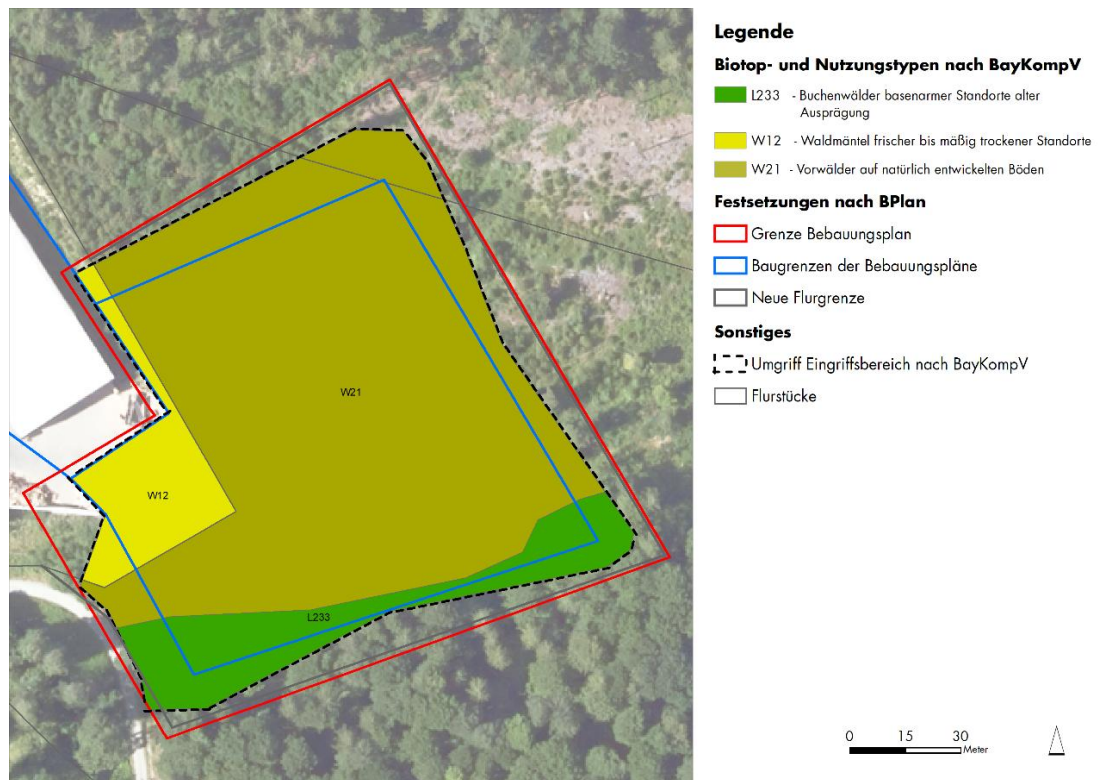 Legende
Biotop- und Nutzungstypen nach BayKompV
L233 - Buchenwälder basenarmer Standorte alter
Ausprägung
W12 - Waldmäntel frischer bis mäßig trockener Standorte
W21 - Vorwälder auf natürlich entwickelten Böden
Festsetzungen nach BPlan
Grenze Bebauungsplan
Baugrenzen der Bebauungspläne
Neue Flurgrenze
Sonstiges
Umgriff Eingriffsbereich nach BayKompV
Flurstücke
W21
W12
L233
0 15 30
Meter